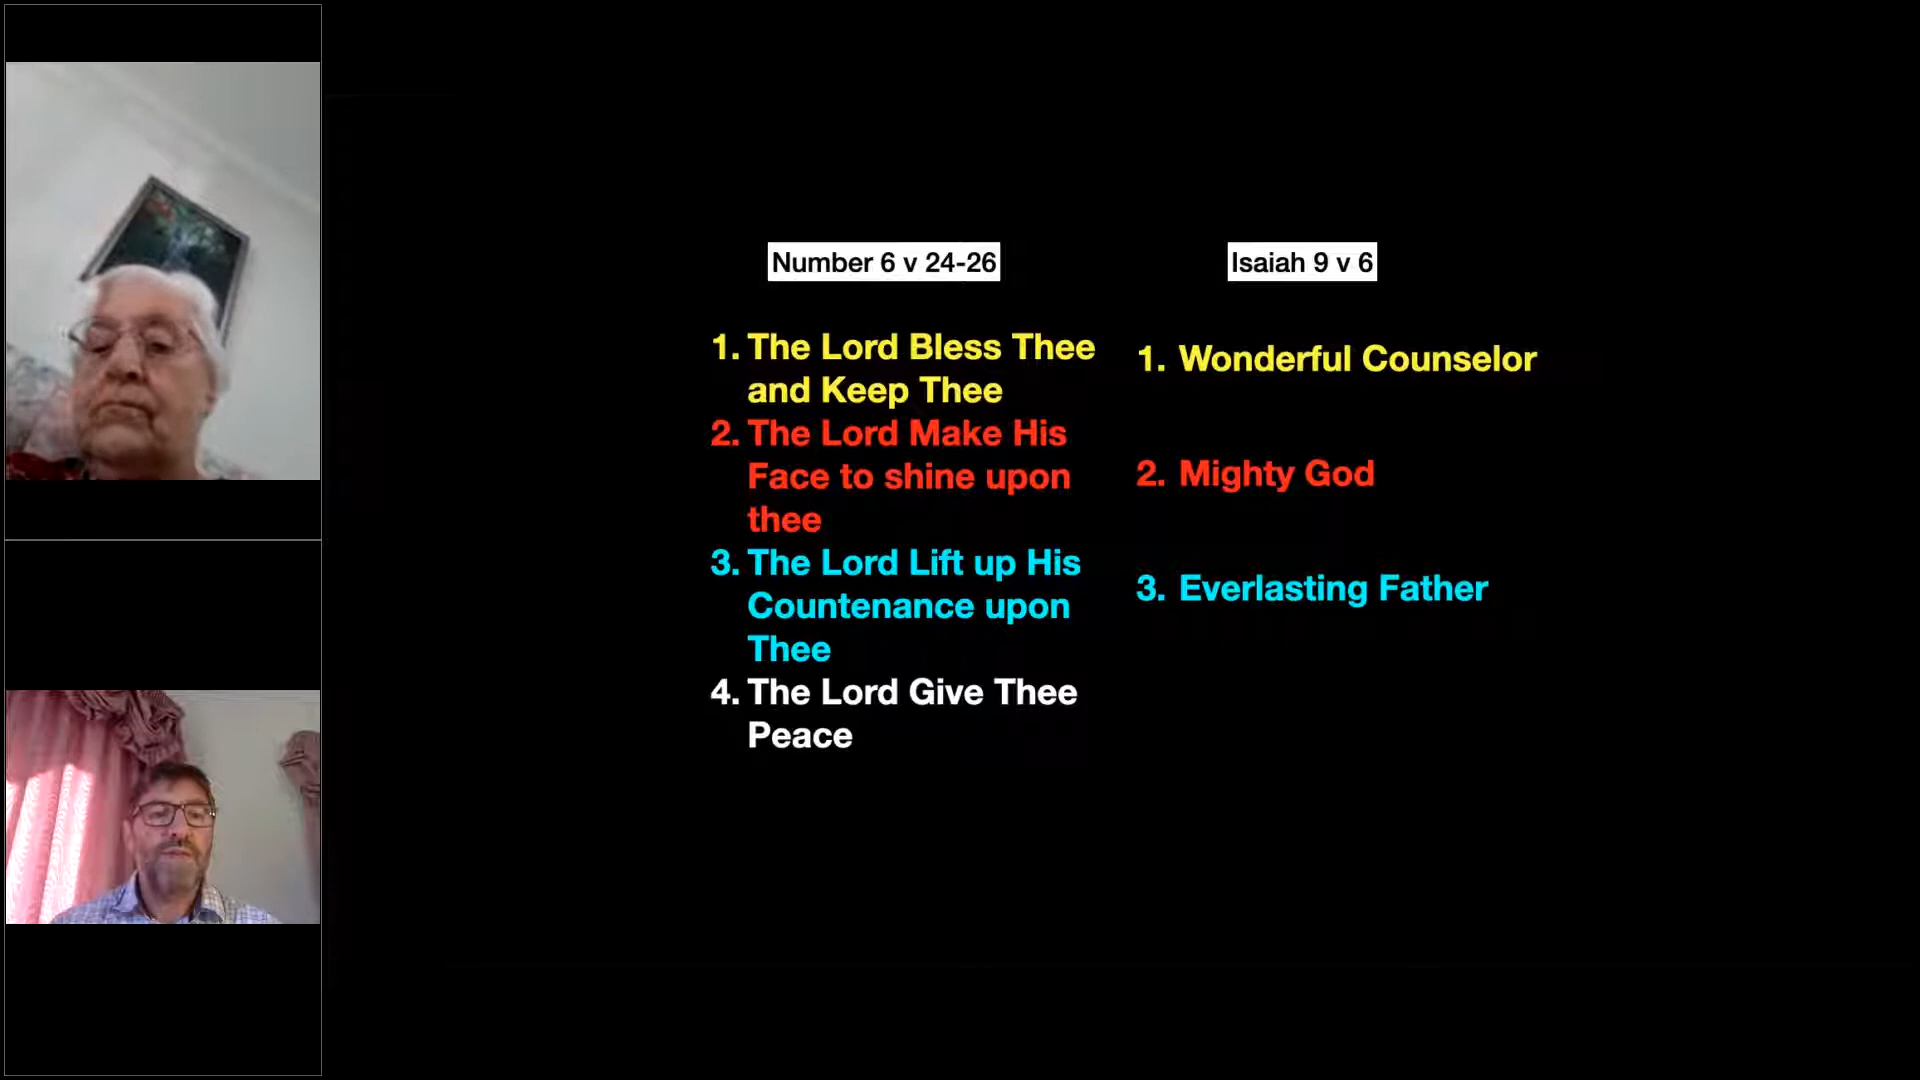 Number 6 v 24-26
1. The Lord Bless Thee
and Keep Thee
2. The Lord Make His
Face to shine upon
thee
3. The Lord Lift up His
Countenance upon
Thee
4. The Lord Give Thee
Peace
Isaiah 9 v 6
1. Wonderful Counselor
2. Mighty God
3. Everlasting Father